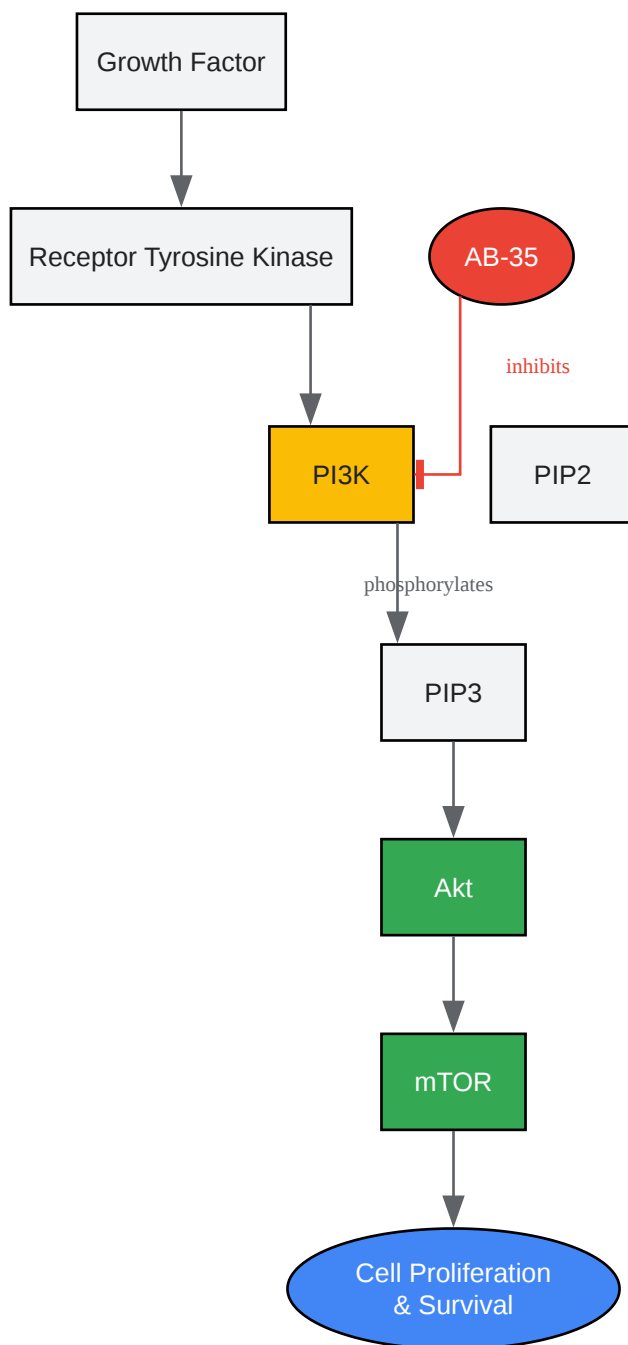 Growth Factor
Receptor Tyrosine Kinase
AB-35
inhibits
PI3K
PIP2
phosphorylates
PIP3
Akt
mTOR
Cell Proliferation
& Survival